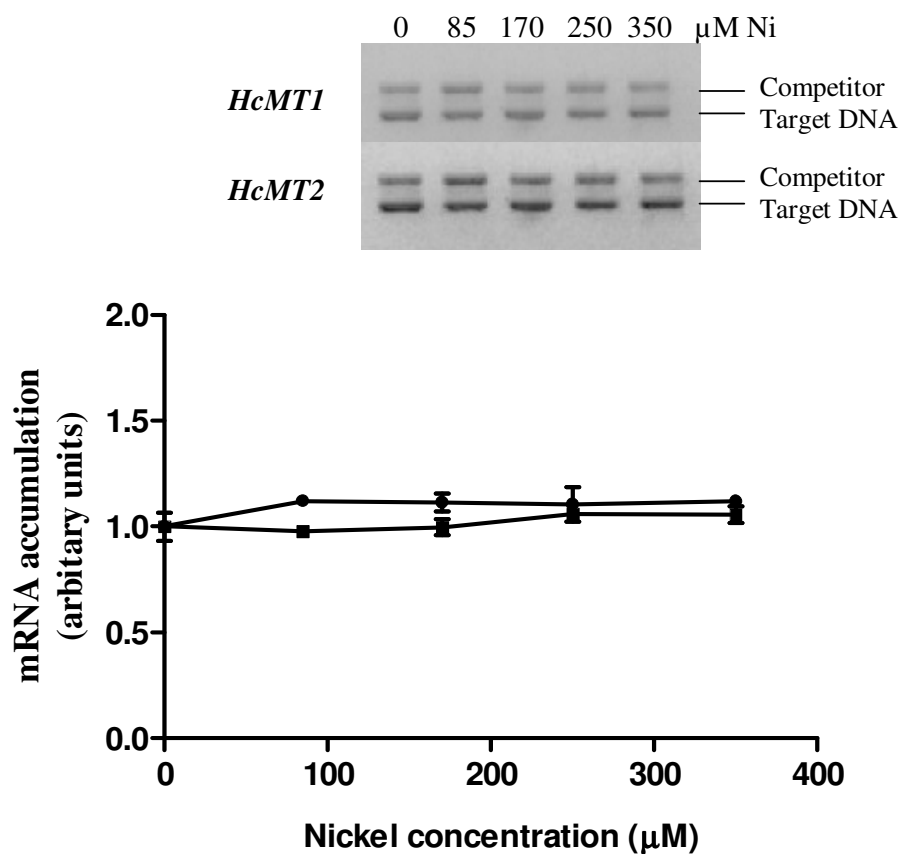 0 85 170 250 350 µM Ni
HcMT1
Competitor
Target DNA
HcMT2
Competitor
Target DNA
2.0
1.5
1.0
0.5
0.0
mRNA accumulation
(arbitary units)
0 100 200 300 400
Nickel concentration (µM)